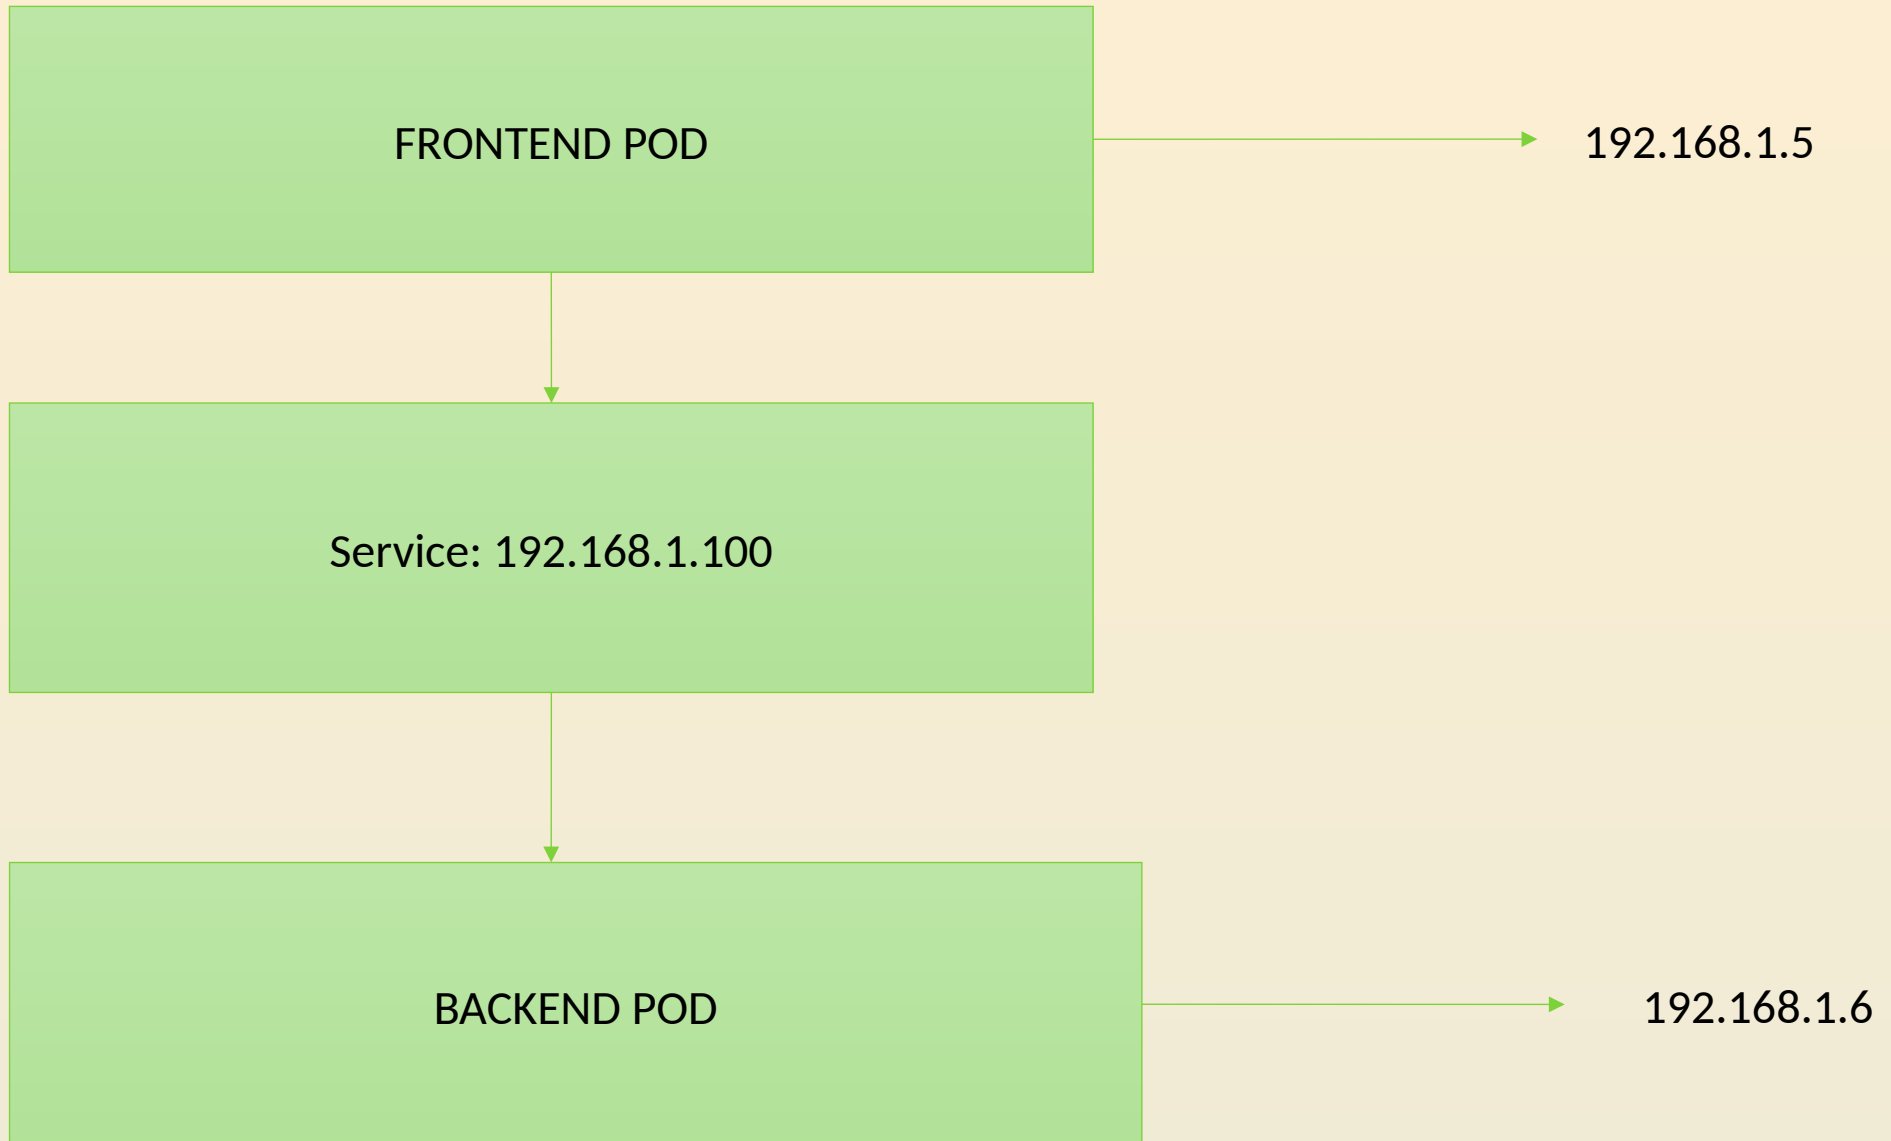 FRONTEND POD
192.168.1.5
Service: 192.168.1.100
BACKEND POD
192.168.1.6